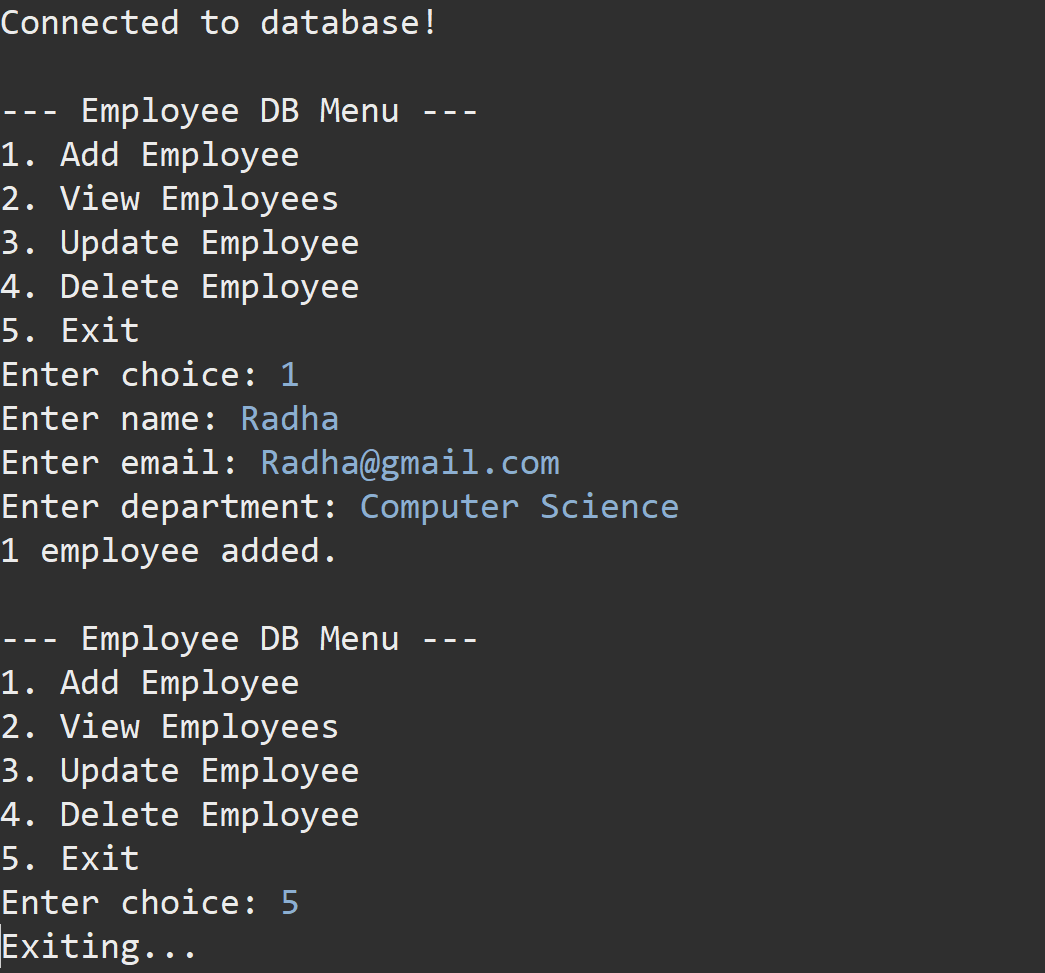 Connected to database!
--- Employee DB Menu ---
1. Add Employee
2. View Employees
3. Update Employee
4. Delete Employee
5. Exit
Enter choice: 1
Enter name: Radha
Enter email: Radha@gmail.com
Enter department: Computer Science
1 employee added.
--- Employee DB Menu ---
1. Add Employee
2. View Employees
3. Update Employee
4. Delete Employee
5. Exit
Enter choice: 5
Exiting...